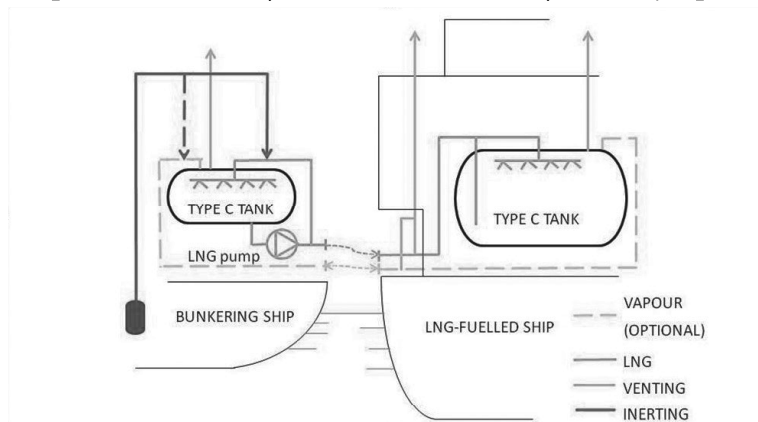 TYPE C TANK
TYPE C TANK
LNG pump
BUNKERING SHIP
LNG-FUELLED SHIP
VAPOUR
(OPTIONAL)
LNG
VENTING
INERTING